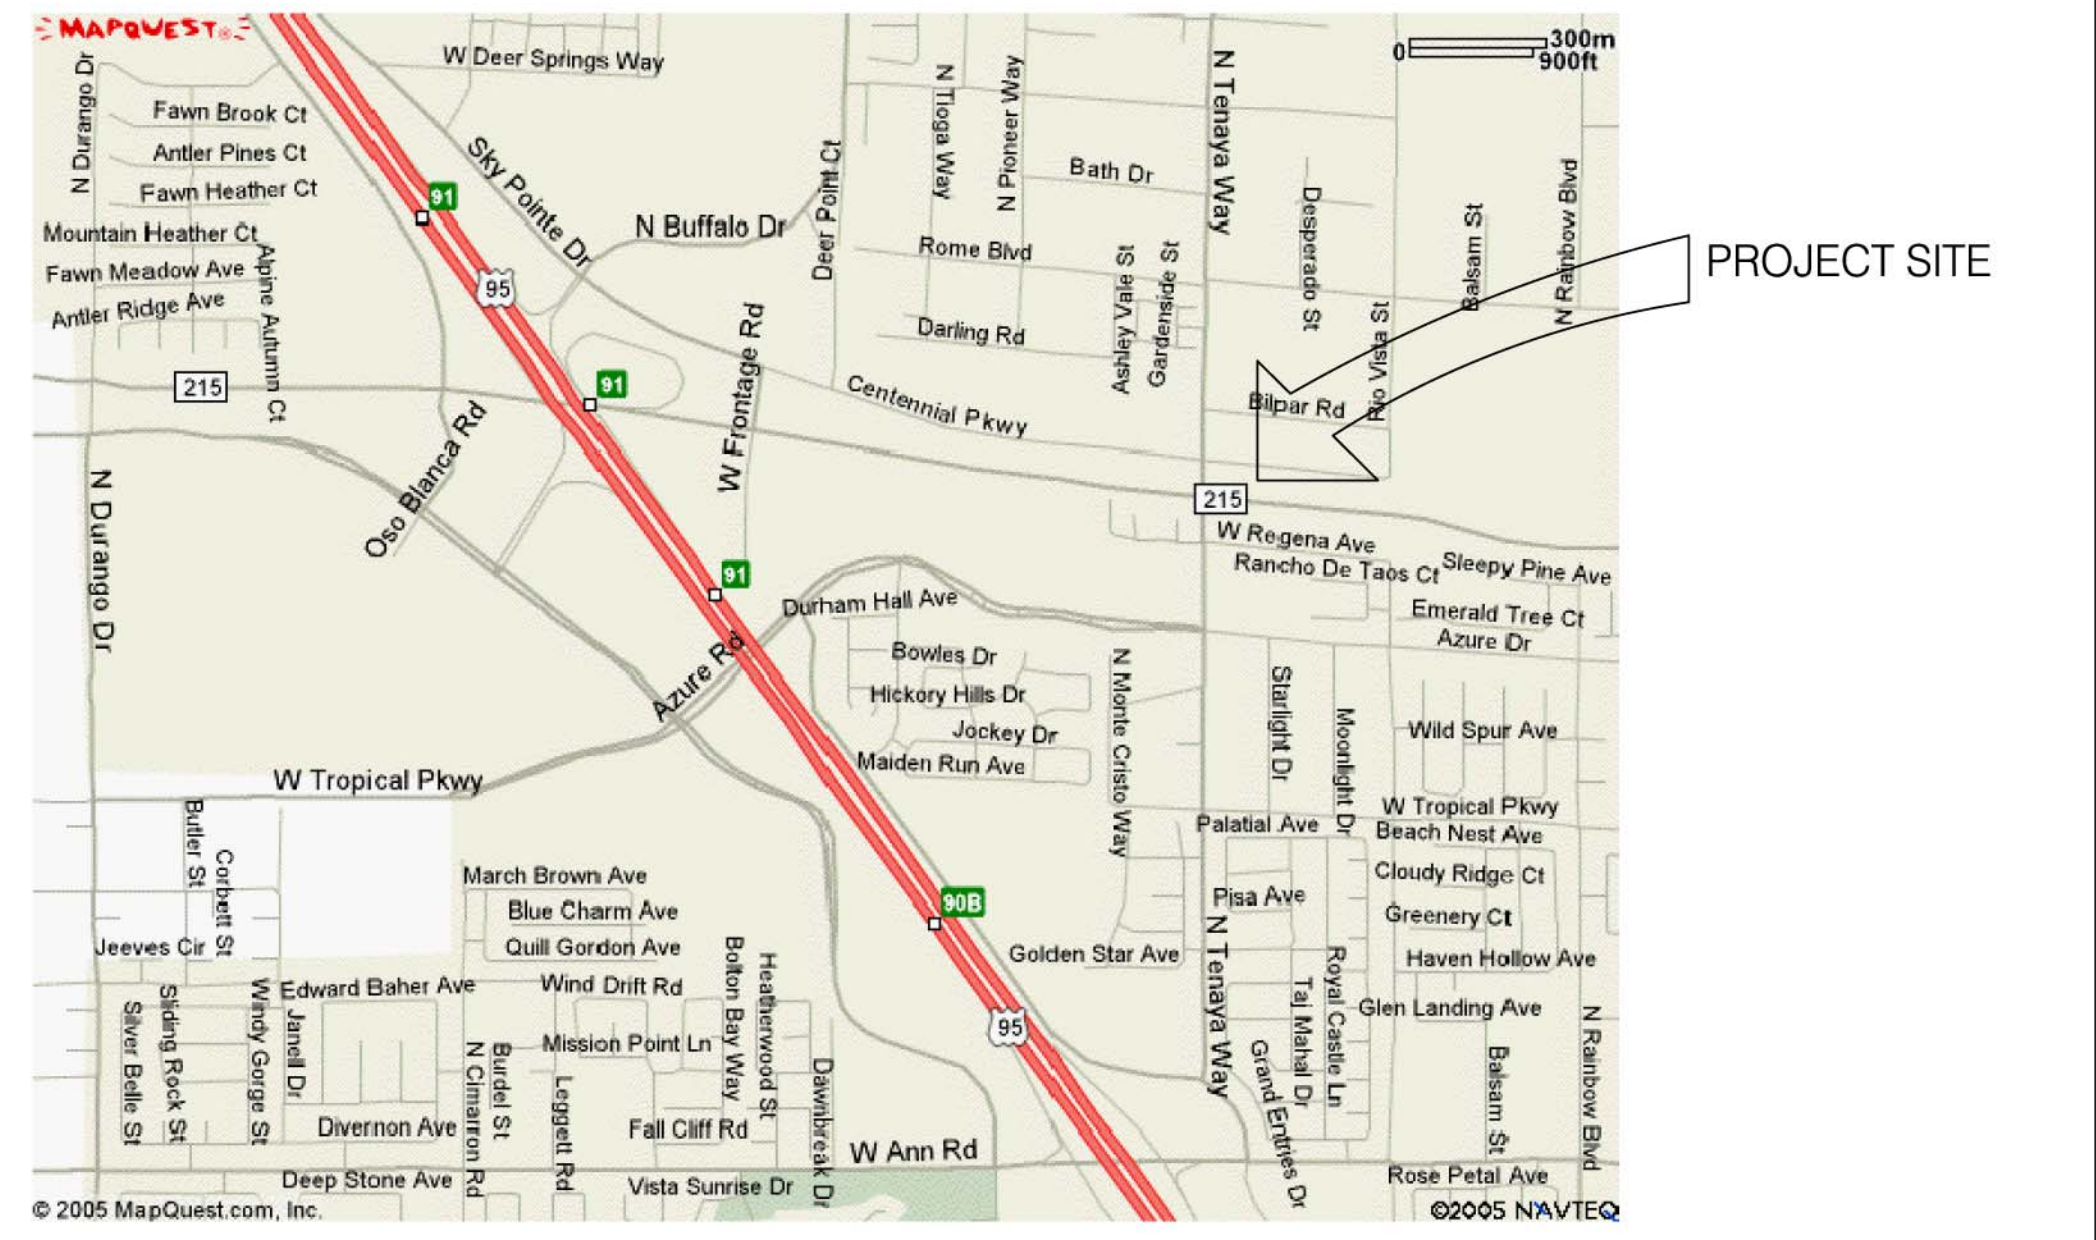 MAPQUEST®
0 300m
900ft
W Deer Springs Way
N Durango Dr
Fawn Brook Ct
Antler Pines Ct
Fawn Heather Ct
Mountain Heather Ct
Fawn Meadow Ave
Antler Ridge Ave
Alpine Autumn Ct
91
95
Sky Pointe Dr
N Buffalo Dr
Deer Point Ct
N Tioga Way
N Pioneer Way
Bath Dr
N Tenaya Way
Rome Blvd
Darling Rd
Ashley Vale St
Gardenside St
Desperado St
Rio Vista St
Balsam St
N Rainbow Blvd
PROJECT SITE
Bilpar Rd
215
91
W Frontage Rd
Centennial Pkwy
Oso Blanca Rd
N Durango Dr
215
W Regena Ave
Rancho De Taos Ct
Sleepy Pine Ave
Emerald Tree Ct
Azure Dr
91
Durham Hall Ave
Azure Rd
Bowles Dr
Hickory Hills Dr
Jockey Dr
Maiden Run Ave
N Monte Cristo Way
Starlight Dr
Moonlight Dr
Wild Spur Ave
W Tropical Pkwy
W Tropical Pkwy
Palatial Ave
Beach Nest Ave
Butler St
Corbett St
Jeeves Cir
March Brown Ave
Blue Charm Ave
Quill Gordon Ave
90B
Cloudy Ridge Ct
Pisa Ave
Greenery Ct
Golden Star Ave
Haven Hollow Ave
N Tenaya Way
Edward Baher Ave
Wind Drift Rd
Bolton Bay Way
Heatherwood St
Silver Belle St
Sliding Rock St
Windy Gorge St
Janell Dr
Mission Point Ln
95
Taj Mahal Dr
Royal Castle Ln
Glen Landing Ave
Grand Entries Dr
Balsam St
N Rainbow Blvd
N Cimarron Rd
Burdel St
Leggett Rd
Dawnbreak Dr
Divernon Ave
Fall Cliff Rd
W Ann Rd
Deep Stone Ave
Vista Sunrise Dr
Rose Petal Ave
© 2005 MapQuest.com, Inc.
©2005 NAVTEQ